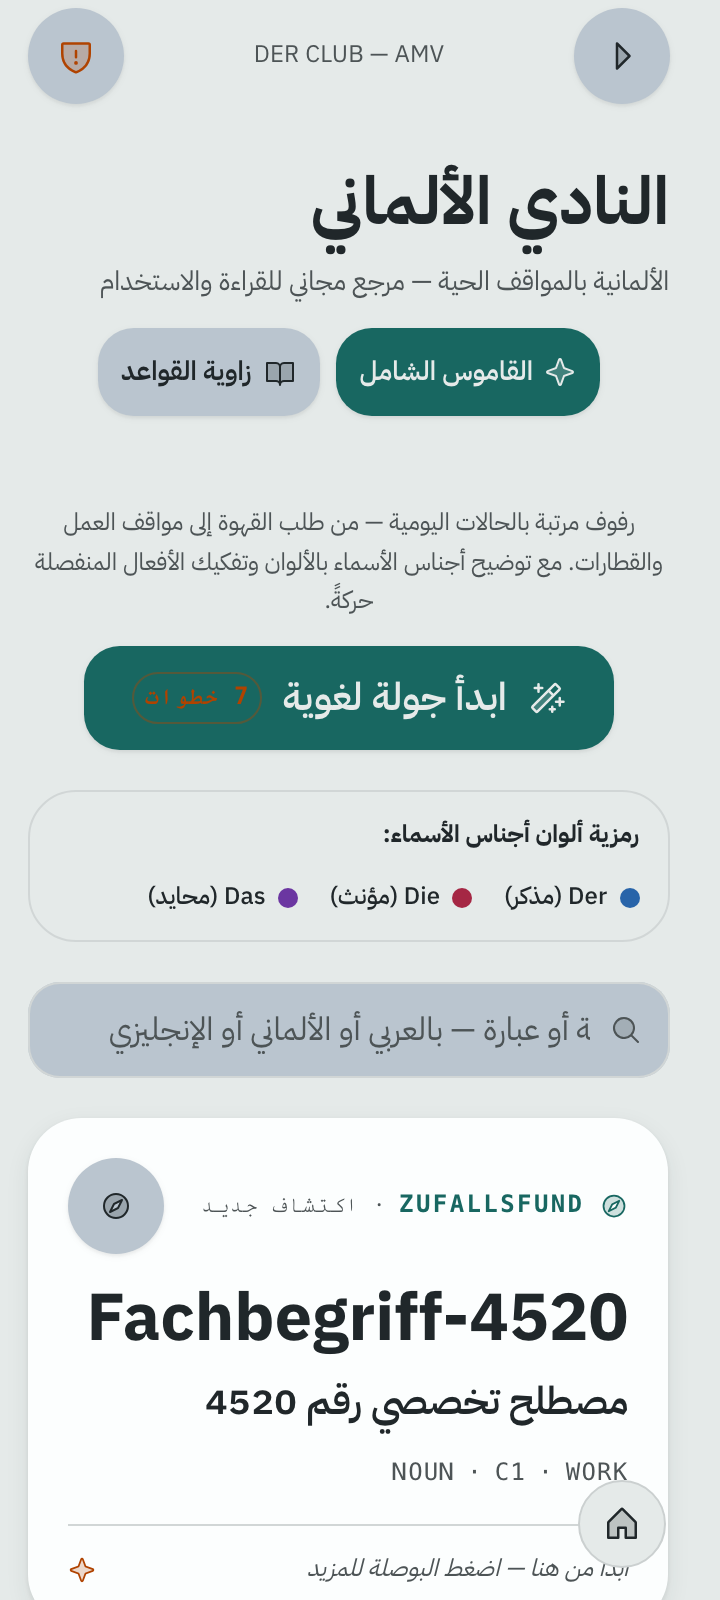 DER CLUB — AMV
النادي الألماني
الألمانية بالمواقف الحية — مرجع مجاني للقراءة والاستخدام
القاموس الشامل
زاوية القواعد
رفوف مرتبة بالحالات اليومية — من طلب القهوة إلى مواقف العمل
والقطارات. مع توضيح أجناس الأسماء بالألوان وتفكيك الأفعال المنفصلة
حركةً.
ابدأ جولة لغوية 7 خطوات
رمزية ألوان أجناس الأسماء:
Der (مذكر) Die (مؤنث) Das (محايد)
ة أو عبارة — بالعربي أو الألماني أو الإنجليزي
ZUFALLSFUND · اكتشاف جديد
Fachbegriff-4520
مصطلح تخصصي رقم 4520
NOUN · C1 · WORK
ابدأ من هنا — اضغط البوصلة للمزيد